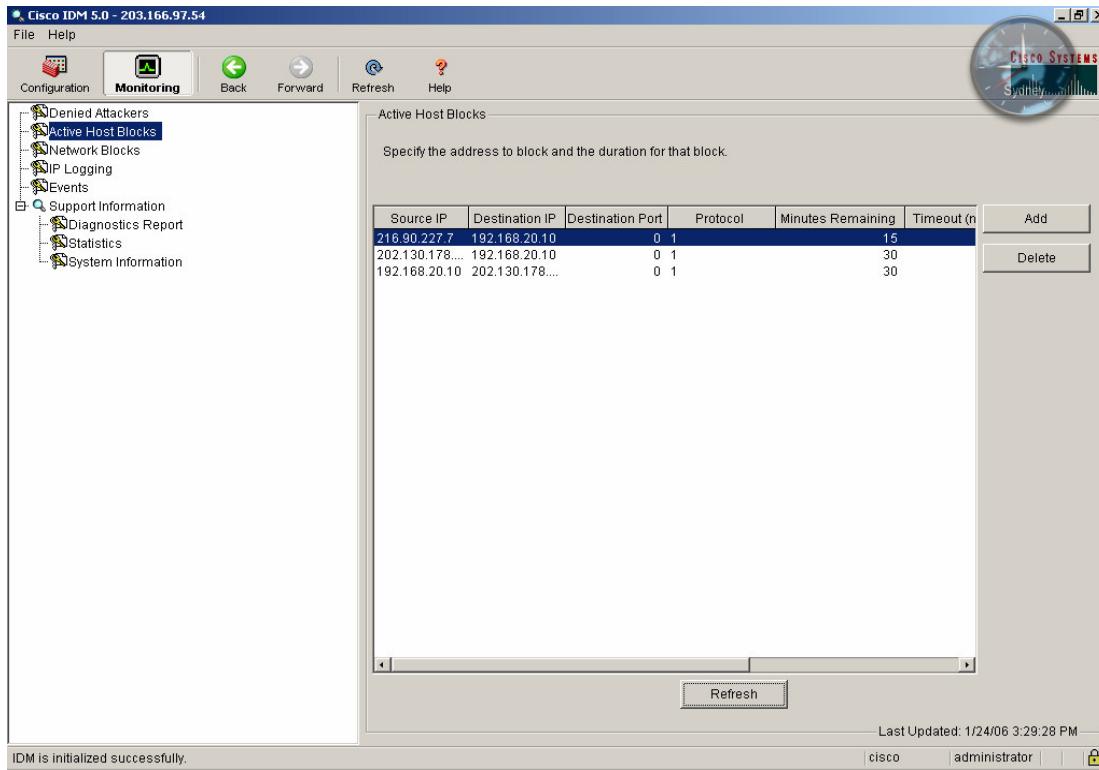 Cisco IDM 5.0 - 203.166.97.54
File Help
Configuration Monitoring Back Forward Refresh Help
CISCO SYSTEMS
Sydney
Denied Attackers
Active Host Blocks
Network Blocks
IP Logging
Events
Support Information
Diagnostics Report
Statistics
System Information
Active Host Blocks
Specify the address to block and the duration for that block.
Source IP Destination IP Destination Port Protocol Minutes Remaining Timeout (n
216.90.227.7 192.168.20.10 0 1 15
202.130.178.... 192.168.20.10 0 1 30
192.168.20.10 202.130.178.... 0 1 30
Add
Delete
Refresh
Last Updated: 1/24/06 3:29:28 PM
IDM is initialized successfully. cisco administrator